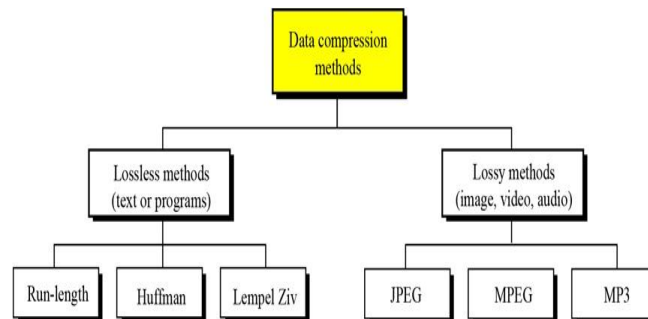 Data compression
methods
Lossless methods
(text or programs)
Lossy methods
(image, video, audio)
Run-length
Huffman
Lempel Ziv
JPEG
MPEG
MP3